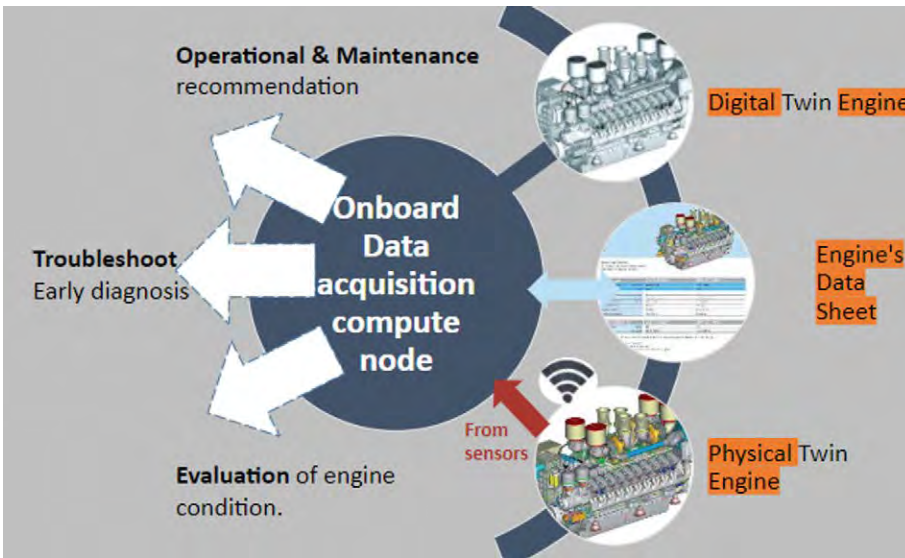 Operational & Maintenance
recommendation
Digital Twin Engine
Onboard
Data
acquisition
compute
node
Troubleshoot
Early diagnosis
Engine's
Data
Sheet
From
sensors
Physical Twin
Engine
Evaluation of engine
condition.